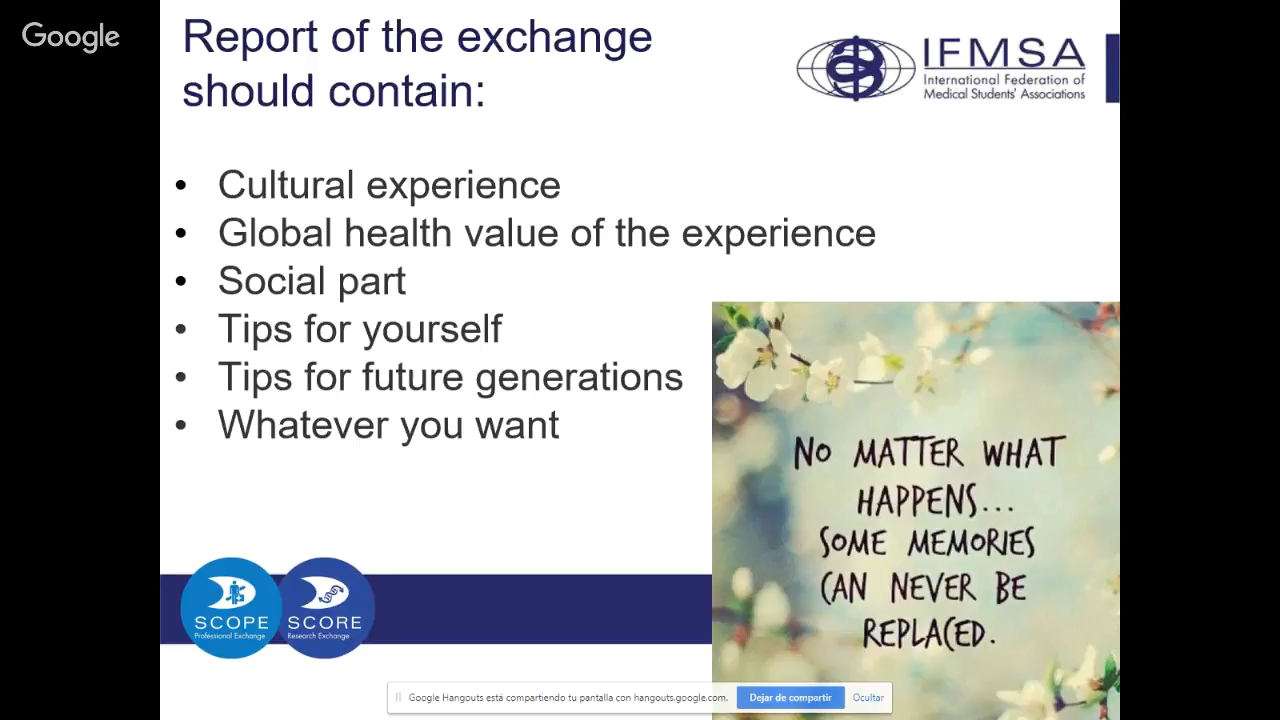 Google
Report of the exchange
should contain:
IFMSA
International Federation of
Medical Students' Associations
• Cultural experience
• Global health value of the experience
• Social part
• Tips for yourself
• Tips for future generations
• Whatever you want
NO MATTER WHAT
HAPPENS...
SOME MEMORIES
CAN NEVER BE
REPLACED.
SCOPE
Professional Exchange
SCORE
Research Exchange
Google Hangouts está compartiendo tu pantalla con hangouts.google.com.
Dejar de compartir
Ocultar